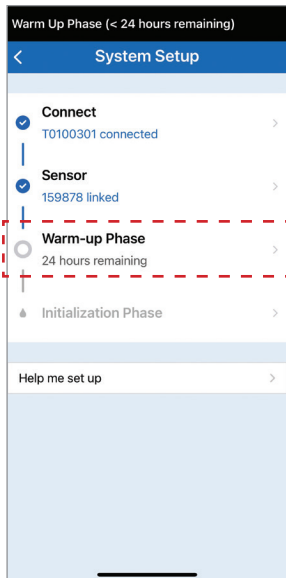 Warm Up Phase (< 24 hours remaining)
System Setup
Connect
T0100301 connected
Sensor
159878 linked
Warm-up Phase
24 hours remaining
Initialization Phase
Help me set up